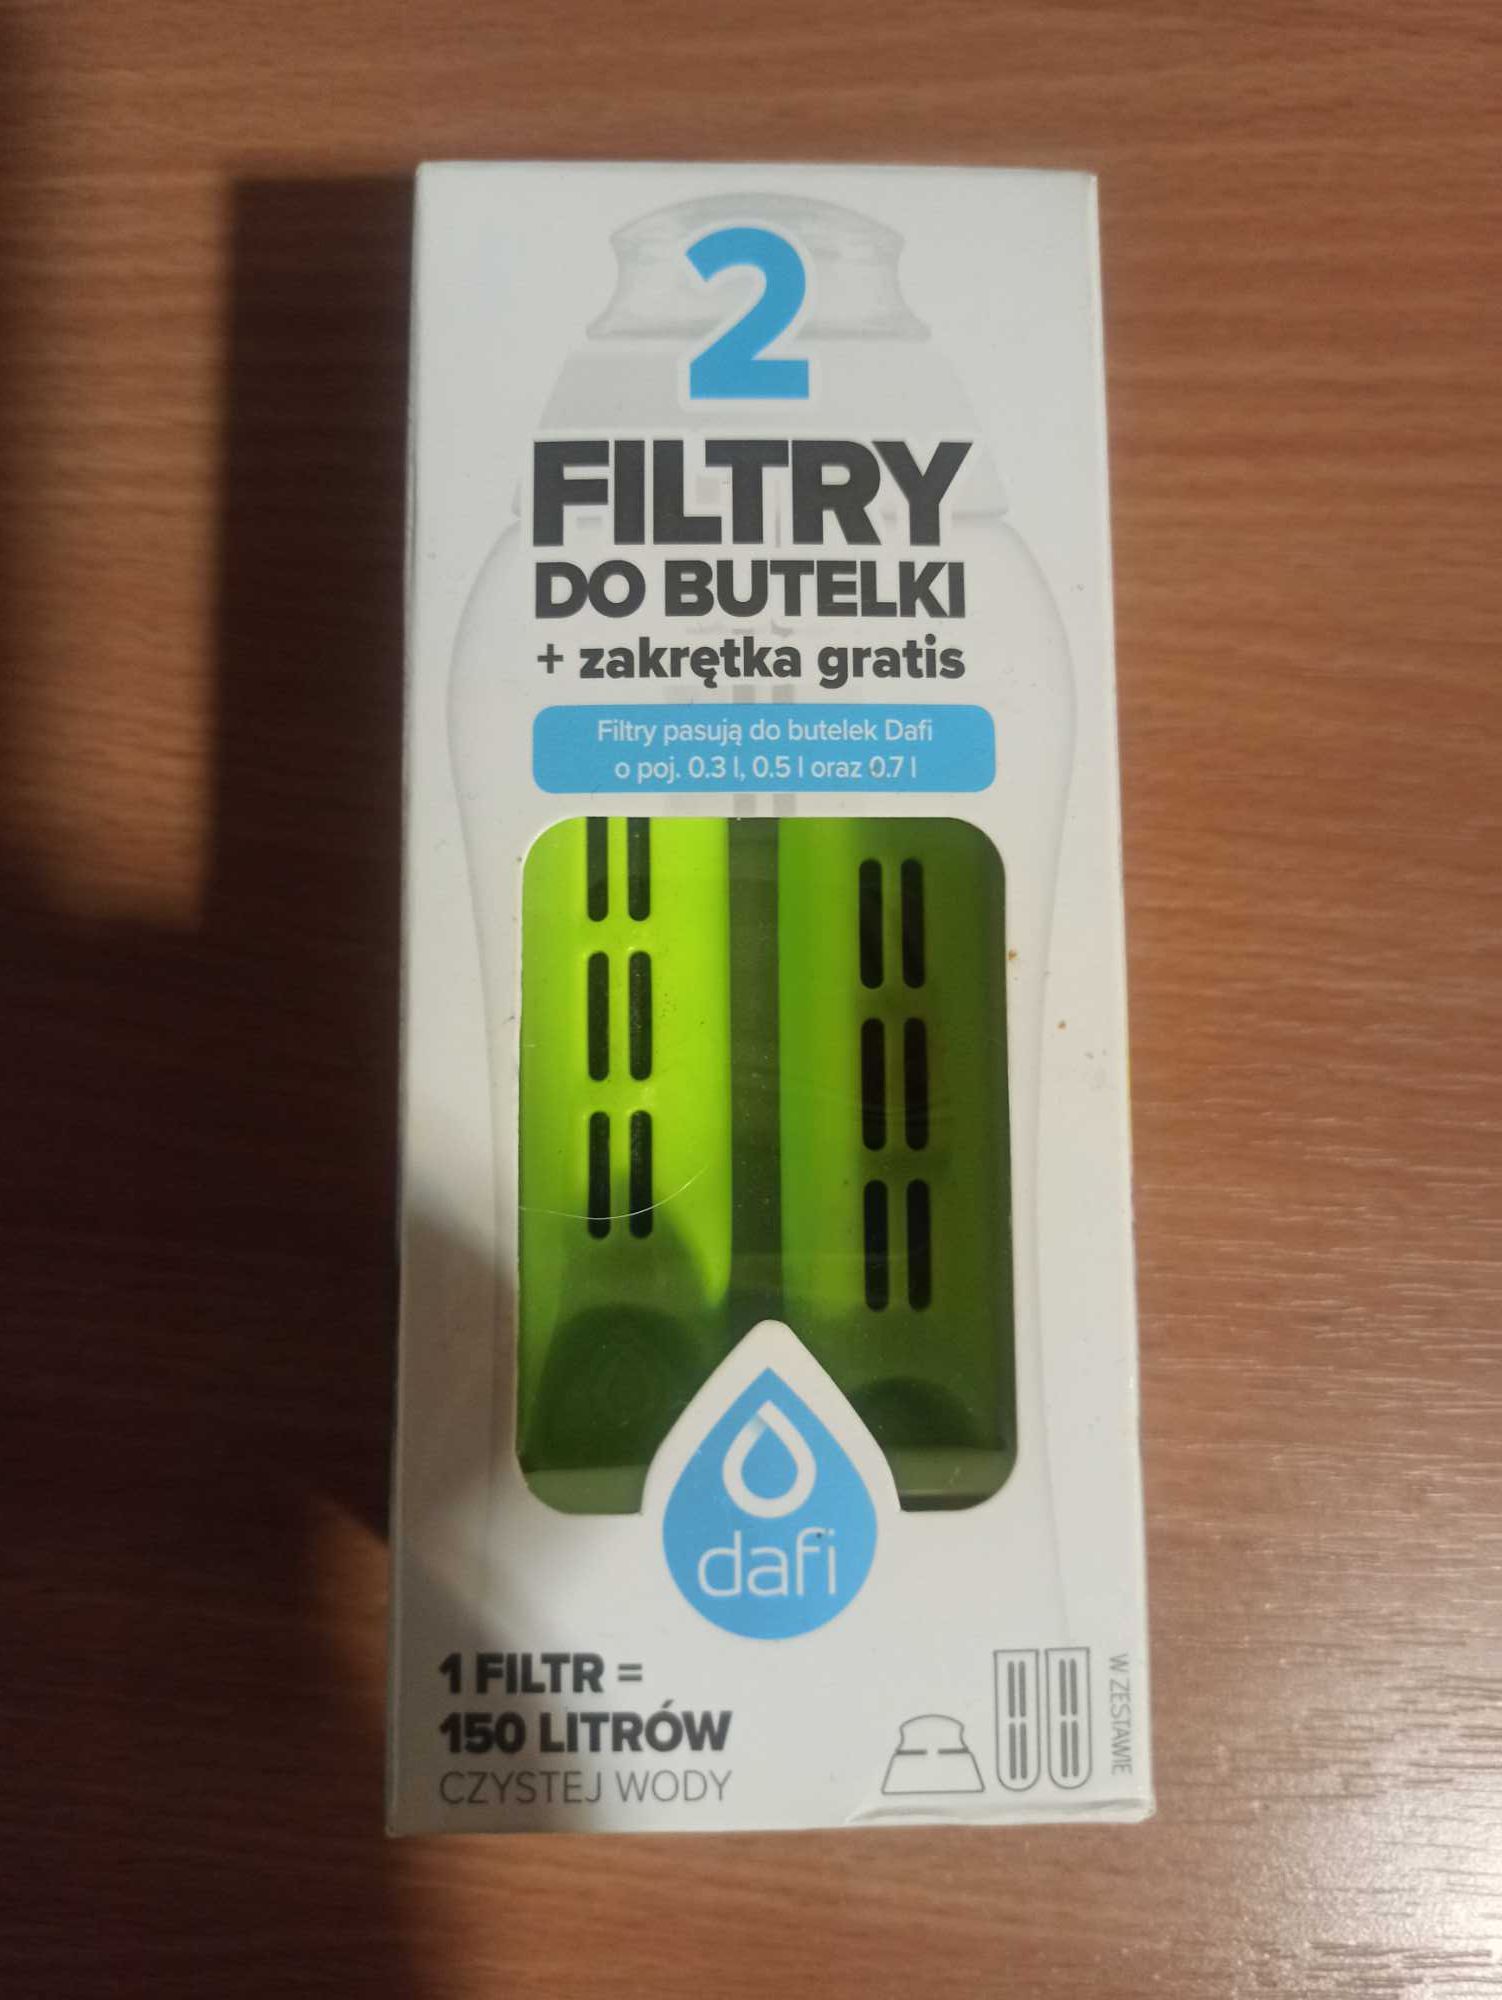 2
FILTRY
DO BUTELKI
+ zakrętka gratis
Filtry pasują do butelek Dafi
o poj. 0.3 l, 0.5 l oraz 0.7 l
dafi
1 FILTR =
150 LITRÓW
CZYSTEJ WODY
W ZESTAWIE